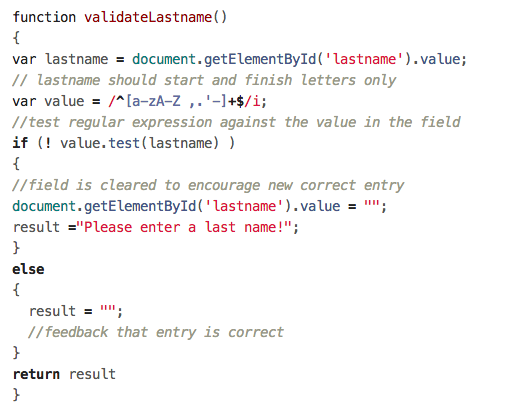 function validateLastname()
{
var lastname = document.getElementById('lastname').value;
// lastname should start and finish letters only
var value = /^[a-zA-Z ,.'-]+$/i;
//test regular expression against the value in the field
if (! value.test(lastname) )
{
//field is cleared to encourage new correct entry
document.getElementById('lastname').value = "";
result ="Please enter a last name!";
}
else
{
  result = "";
  //feedback that entry is correct
}
return result
}